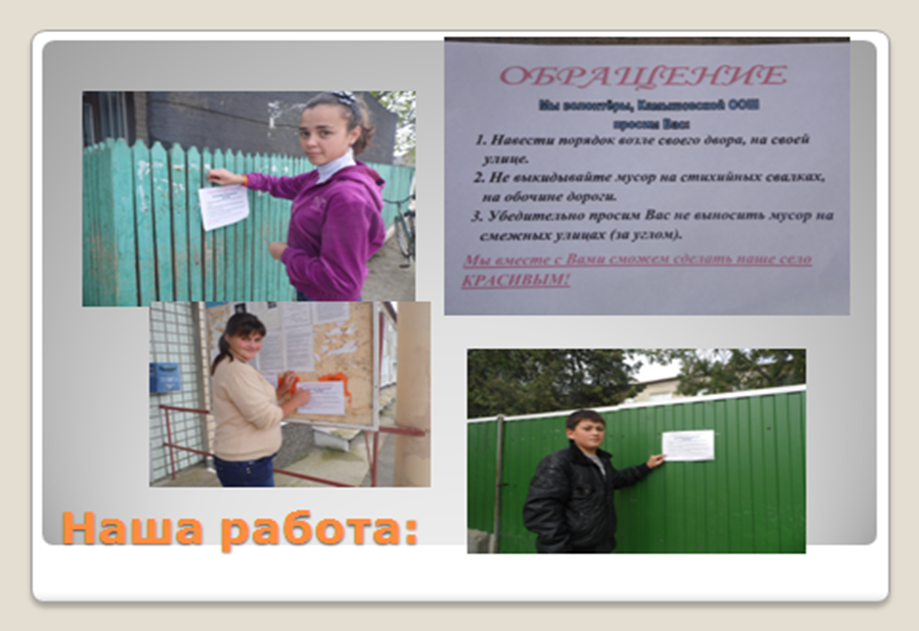 ОБРАЩЕНИЕ
Мы волонтёры, Камышовской ООШ
просим Вас:
1. Навести порядок возле своего двора, на своей
улице.
2. Не выкидывайте мусор на стихийных свалках,
на обочине дороги.
3. Убедительно просим Вас не выносить мусор на
смежных улицах (за углом).
Мы вместе с Вами сможем сделать наше село
КРАСИВЫМ!
Наша работа: